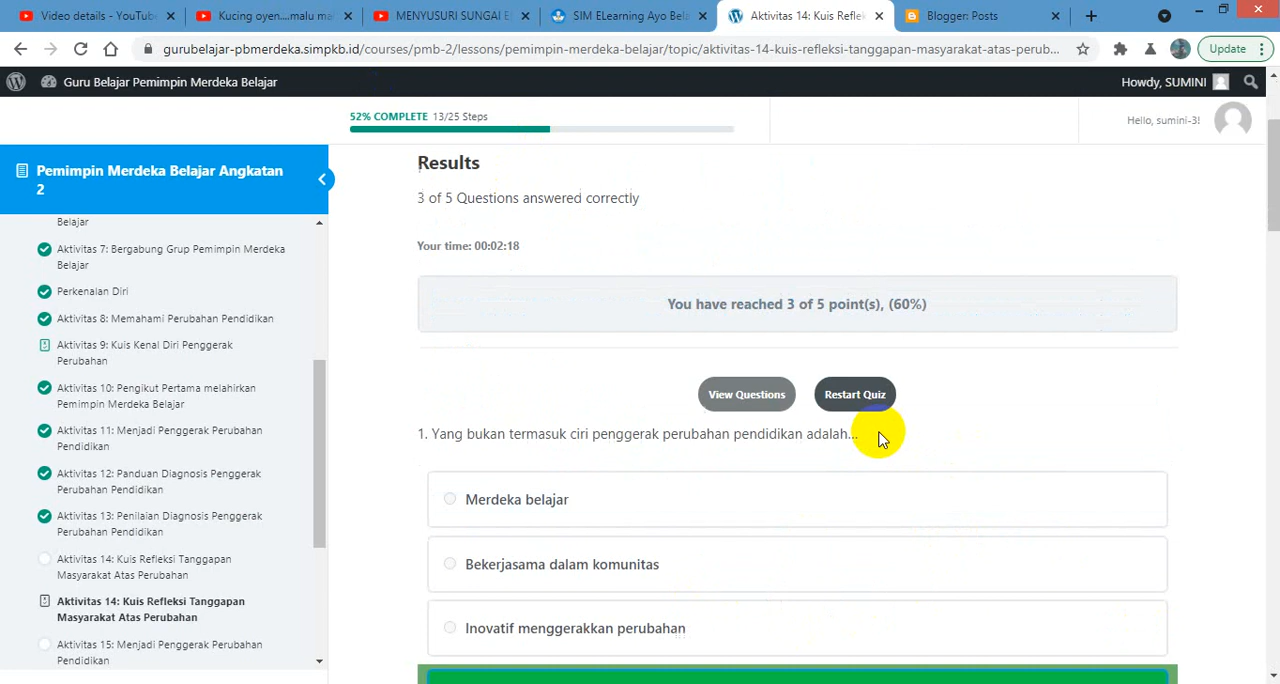 Video details - YouTub
Kucing oyen....malu ma
MENYUSURI SUNGAI E
SIM ELearning Ayo Bela
Aktivitas 14: Kuis Reflek
Blogger: Posts
gurubelajar-pbmerdeka.simpkb.id/courses/pmb-2/lessons/pemimpin-merdeka-belajar/topic/aktivitas-14-kuis-refleksi-tanggapan-masyarakat-atas-perub...
Update
Guru Belajar Pemimpin Merdeka Belajar
Howdy, SUMINI
52% COMPLETE 13/25 Steps
Hello, sumini-3!
Pemimpin Merdeka Belajar Angkatan
2
Belajar
Aktivitas 7: Bergabung Grup Pemimpin Merdeka
Belajar
Perkenalan Diri
Aktivitas 8: Memahami Perubahan Pendidikan
Aktivitas 9: Kuis Kenal Diri Penggerak
Perubahan
Aktivitas 10: Pengikut Pertama melahirkan
Pemimpin Merdeka Belajar
Aktivitas 11: Menjadi Penggerak Perubahan
Pendidikan
Aktivitas 12: Panduan Diagnosis Penggerak
Perubahan Pendidikan
Aktivitas 13: Penilaian Diagnosis Penggerak
Perubahan Pendidikan
Aktivitas 14: Kuis Refleksi Tanggapan
Masyarakat Atas Perubahan
Aktivitas 14: Kuis Refleksi Tanggapan
Masyarakat Atas Perubahan
Aktivitas 15: Menjadi Penggerak Perubahan
Pendidikan
Results
3 of 5 Questions answered correctly
Your time: 00:02:18
You have reached 3 of 5 point(s), (60%)
View Questions
Restart Quiz
1. Yang bukan termasuk ciri penggerak perubahan pendidikan adalah...
Merdeka belajar
Bekerjasama dalam komunitas
Inovatif menggerakkan perubahan